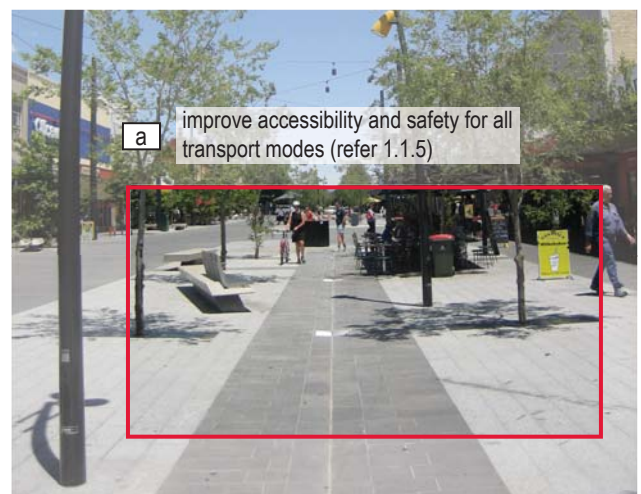 a
improve accessibility and safety for all
transport modes (refer 1.1.5)